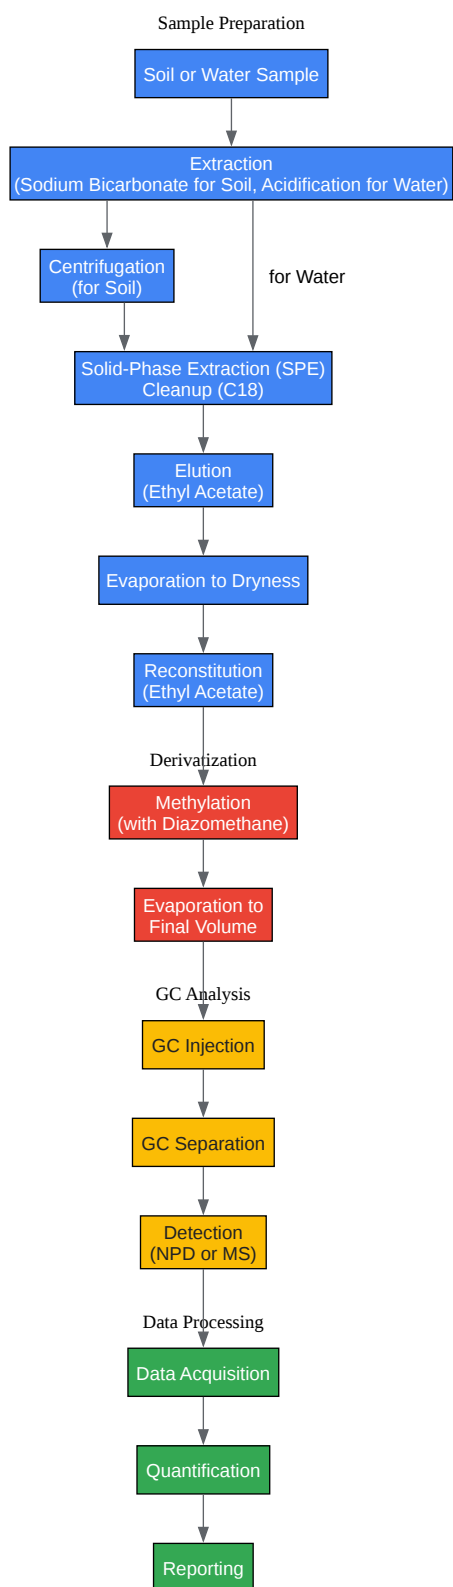 Sample Preparation
Soil or Water Sample
Extraction
(Sodium Bicarbonate for Soil, Acidification for Water)
Centrifugation
(for Soil)
for Water
Solid-Phase Extraction (SPE)
Cleanup (C18)
Elution
(Ethyl Acetate)
Evaporation to Dryness
Reconstitution
(Ethyl Acetate)
Derivatization
Methylation
(with Diazomethane)
Evaporation to
Final Volume
GC Analysis
GC Injection
GC Separation
Detection
(NPD or MS)
Data Processing
Data Acquisition
Quantification
Reporting